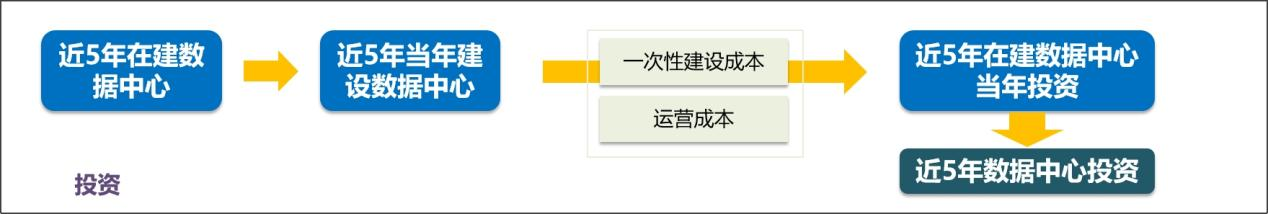 近5年在建数
据中心
近5年当年建
设数据中心
一次性建设成本
运营成本
近5年在建数据中心
当年投资
近5年数据中心投资
投资